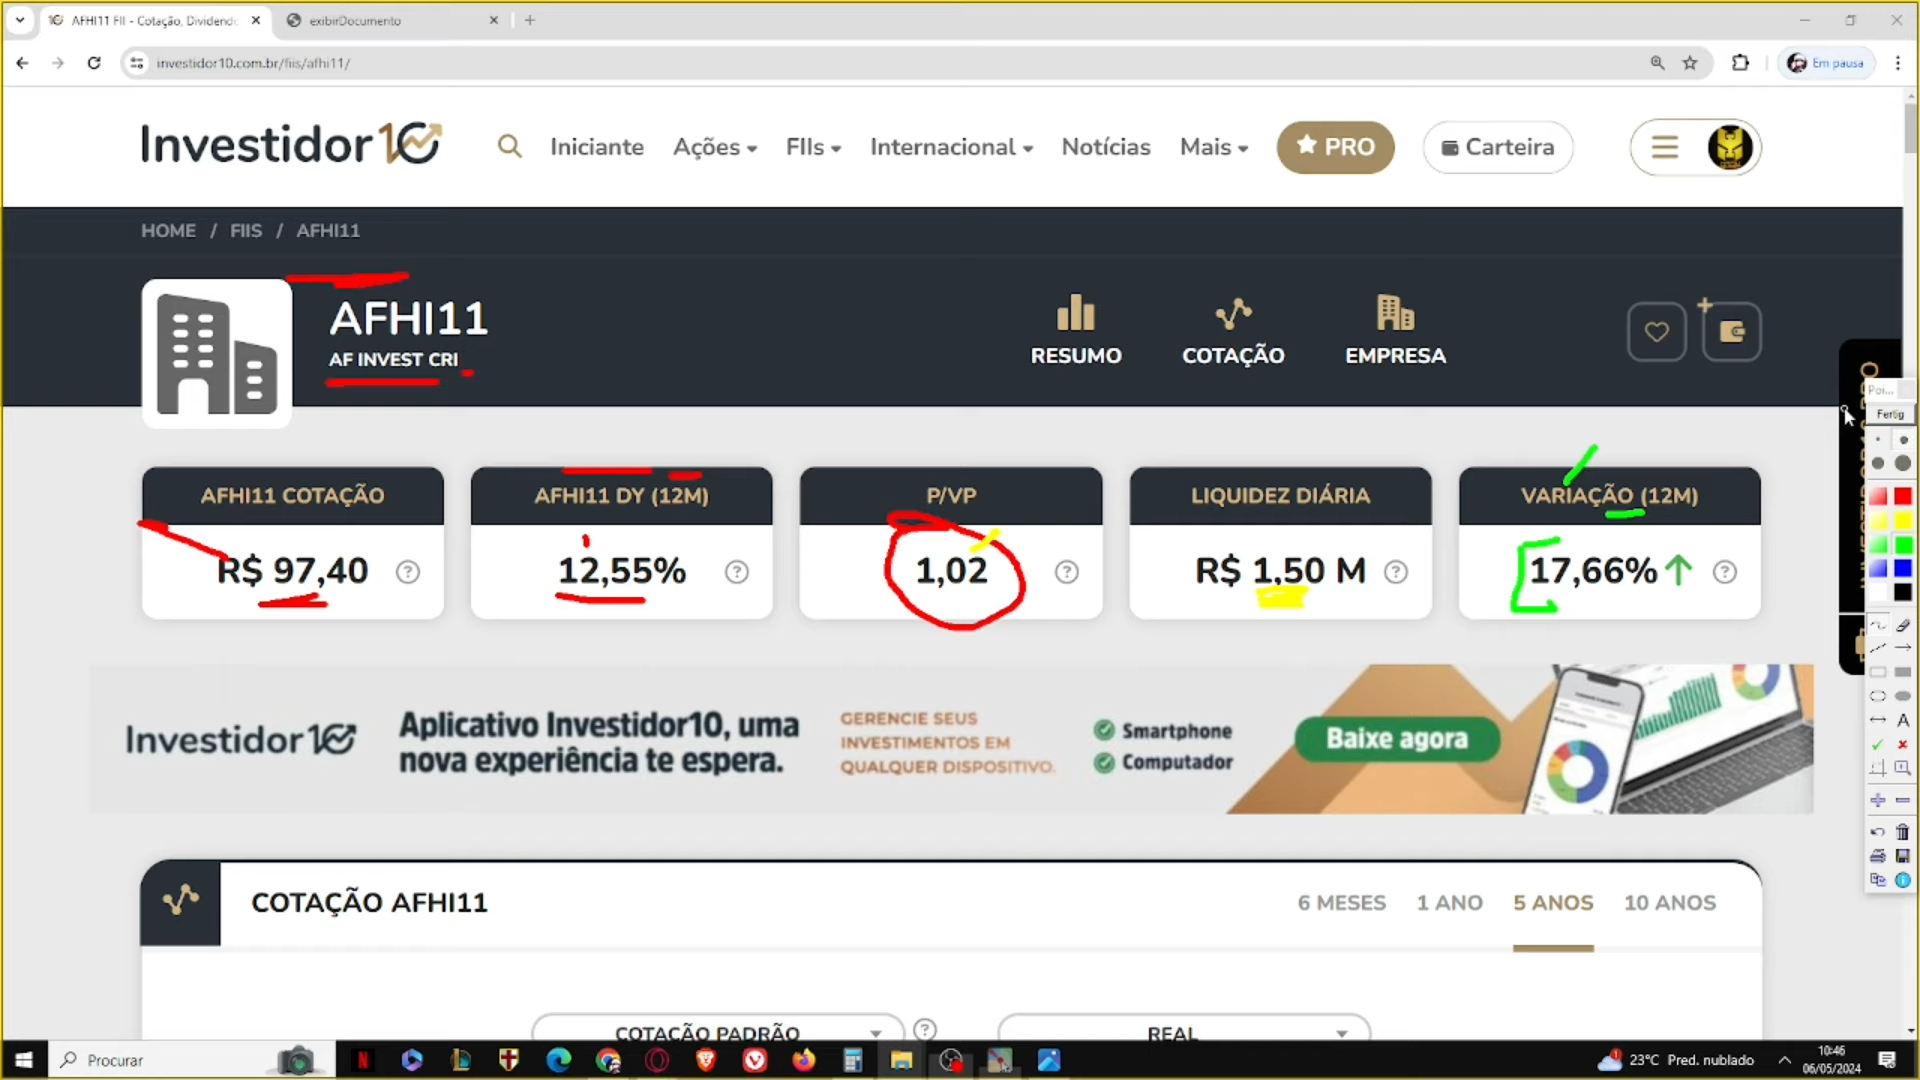 AFHI11 FII - Cotação, Dividendo
exibirDocumento
investidor10.com.br/fiis/afhi11/
Em pausa
Investidor10
Iniciante
Ações
FIIs
Internacional
Notícias
Mais
PRO
Carteira
HOME / FIIS / AFHI11
AFHI11
AF INVEST CRI
RESUMO
COTAÇÃO
EMPRESA
Poi...
Fertig
AFHI11 COTAÇÃO
R$ 97,40
AFHI11 DY (12M)
12,55%
P/VP
1,02
LIQUIDEZ DIÁRIA
R$ 1,50 M
VARIAÇÃO (12M)
17,66%
Investidor10
Aplicativo Investidor10, uma
nova experiência te espera.
GERENCIE SEUS
INVESTIMENTOS EM
QUALQUER DISPOSITIVO.
Smartphone
Computador
Baixe agora
COTAÇÃO AFHI11
6 MESES
1 ANO
5 ANOS
10 ANOS
COTAÇÃO PADRÃO
REAL
Procurar
23°C Pred. nublado
10:46
06/05/2024